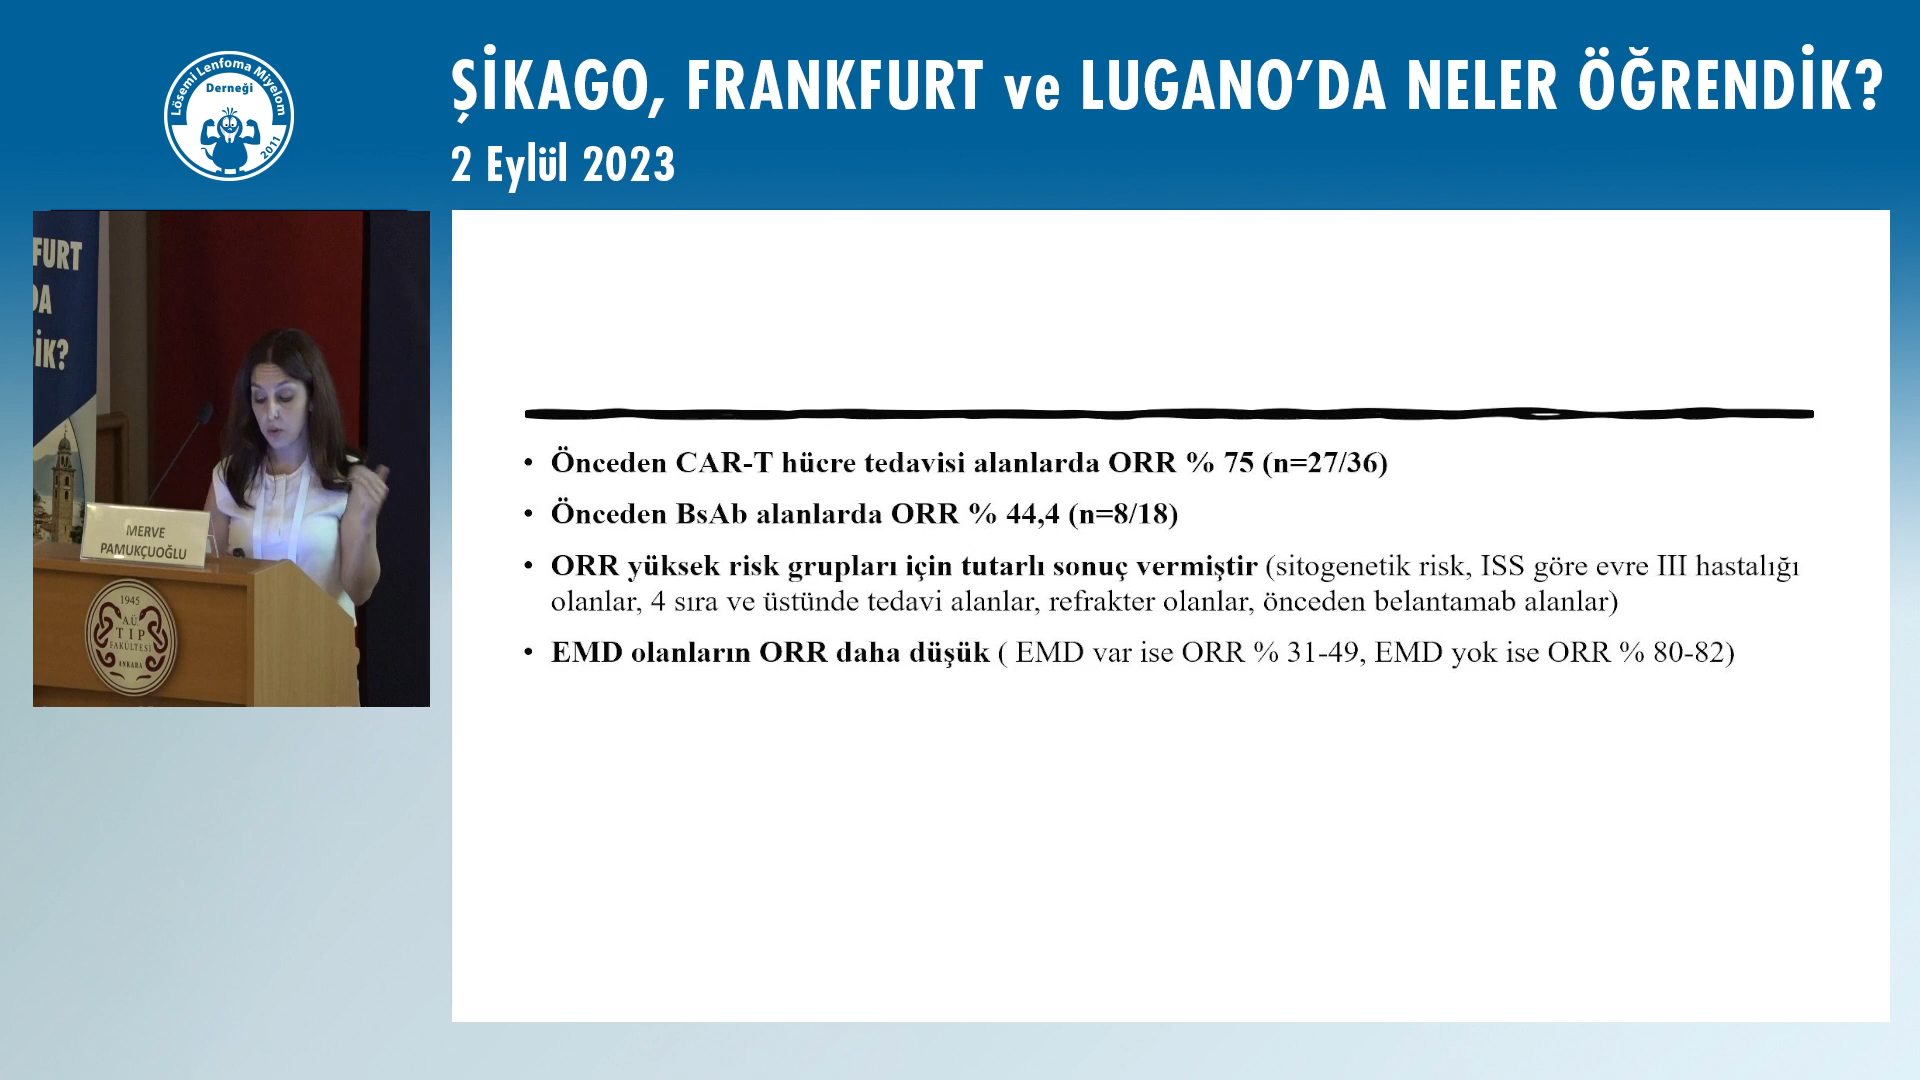 Lösemi Lenfoma Miyelom
Derneği
2011
ŞİKAGO, FRANKFURT ve LUGANO’DA NELER ÖĞRENDİK?
2 Eylül 2023
FURT
DA
İK?
MERVE
PAMUKÇUOĞLU
1945
A.Ü.
TIP
FAKÜLTESİ
ANKARA
• Önceden CAR-T hücre tedavisi alanlarda ORR % 75 (n=27/36)
• Önceden BsAb alanlarda ORR % 44,4 (n=8/18)
• ORR yüksek risk grupları için tutarlı sonuç vermiştir (sitogenetik risk, ISS göre evre III hastalığı
olanlar, 4 sıra ve üstünde tedavi alanlar, refrakter olanlar, önceden belantamab alanlar)
• EMD olanların ORR daha düşük ( EMD var ise ORR % 31-49, EMD yok ise ORR % 80-82)